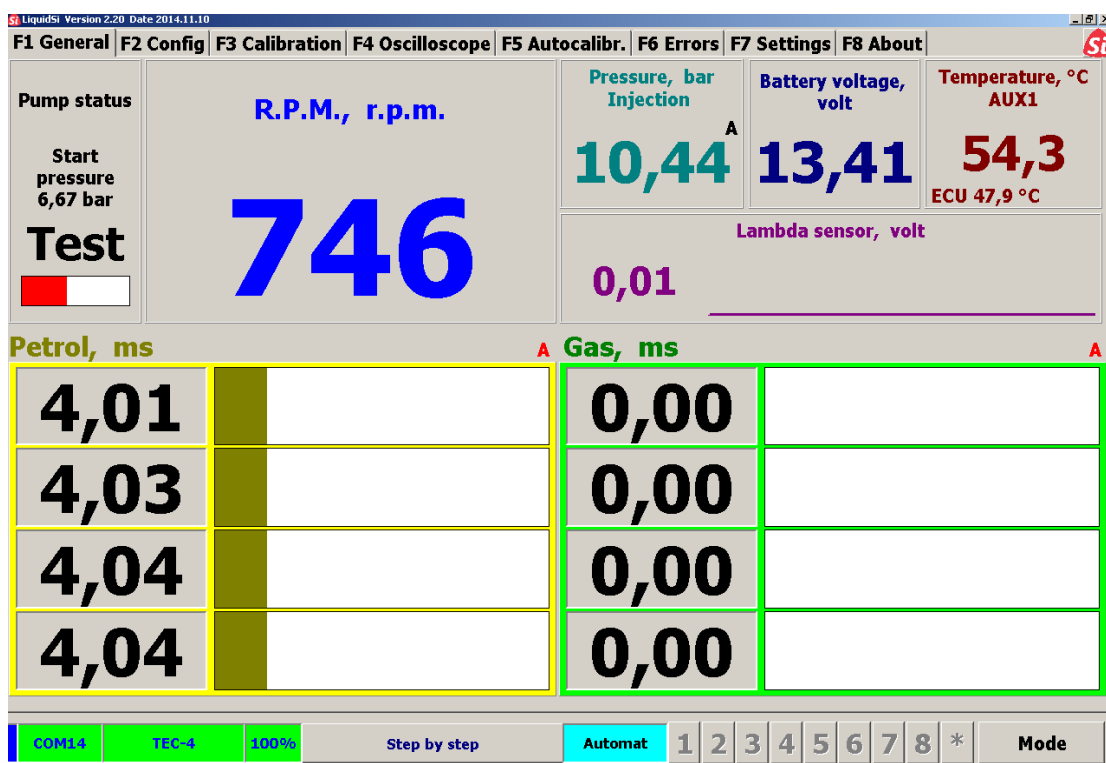 Si LiquidSi Version 2.20 Date 2014.11.10
F1 General F2 Config F3 Calibration F4 Oscilloscope F5 Autocalibr. F6 Errors F7 Settings F8 About
Si
Pump status
Start
pressure
6,67 bar
Test
R.P.M., r.p.m.
746
Pressure, bar
Injection
A
10,44
Battery voltage,
volt
13,41
Temperature, °C
AUX1
54,3
ECU 47,9 °C
Lambda sensor, volt
0,01
Petrol, ms A
4,01
4,03
4,04
4,04
Gas, ms A
0,00
0,00
0,00
0,00
COM14 TEC-4 100% Step by step Automat 1 2 3 4 5 6 7 8 * Mode